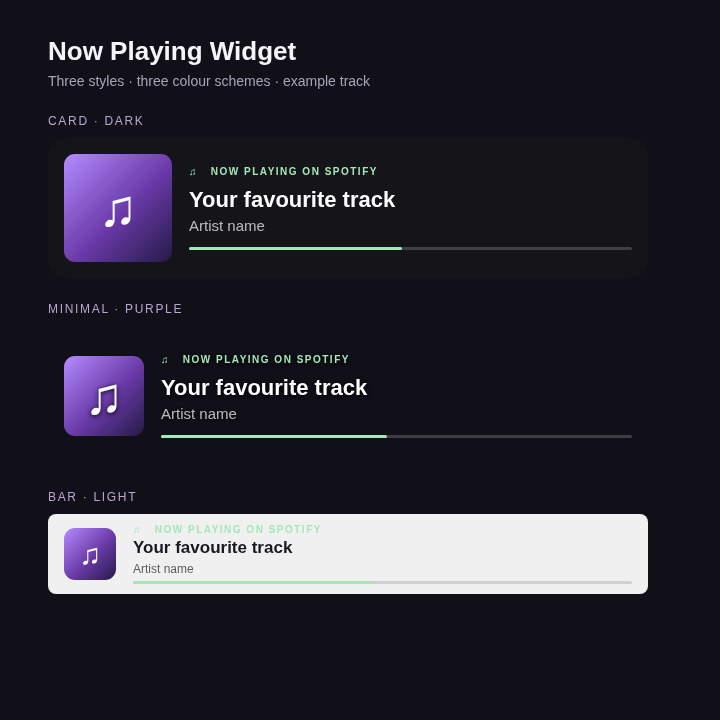 Now Playing Widget
Three styles · three colour schemes · example track
CARD · DARK
♫ NOW PLAYING ON SPOTIFY
Your favourite track
Artist name
MINIMAL · PURPLE
♫ NOW PLAYING ON SPOTIFY
Your favourite track
Artist name
BAR · LIGHT
♫ NOW PLAYING ON SPOTIFY
Your favourite track
Artist name